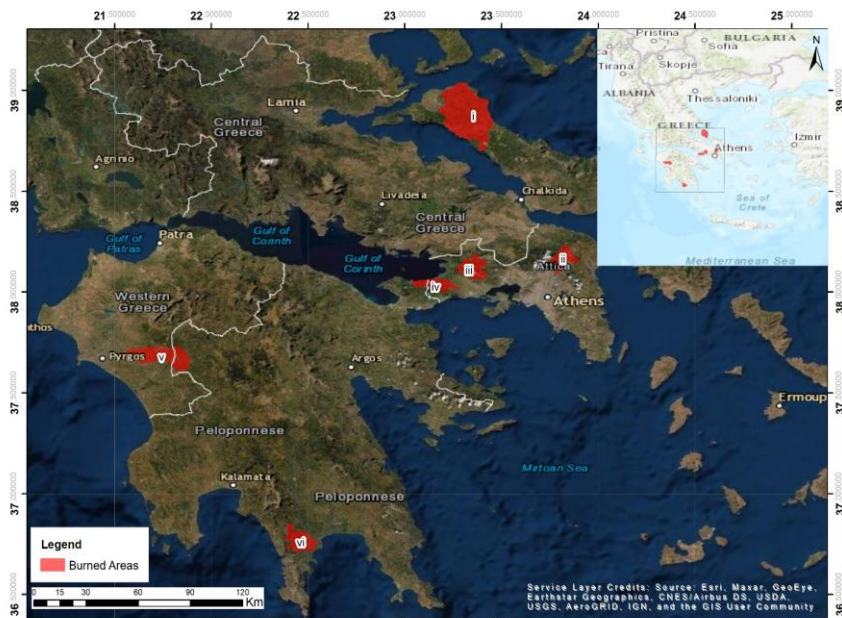 21.500000 22.000000 22.500000 23.000000 23.500000 24.000000 24.500000 25.000000
39.000000
38.500000
38.000000
37.500000
37.000000
36.500000
Pristina
Sofia
BULGARIA
Skopje
Tirana
ALBANIA
Thessaloniki
GREECE
Athens
Izmir
Sea of
Crete
Mediterranean Sea
N
Lamia
Central
Greece
i
Agrinio
Livadeia
Chalkida
Central
Greece
Gulf of
Patras
Patra
Gulf of
Corinth
Gulf of
Corinth
ii
Attica
iii
iv
Athens
Western
Greece
nthos
Pyrgos
v
Argos
Ermoup
Peloponnese
Kalamata
Peloponnese
Mirtoan Sea
vi
Legend
Burned Areas
0 15 30 60 90 120
Km
Service Layer Credits: Source: Esri, Maxar, GeoEye,
Earthstar Geographics, CNES/Airbus DS, USDA,
USGS, AeroGRID, IGN, and the GIS User Community